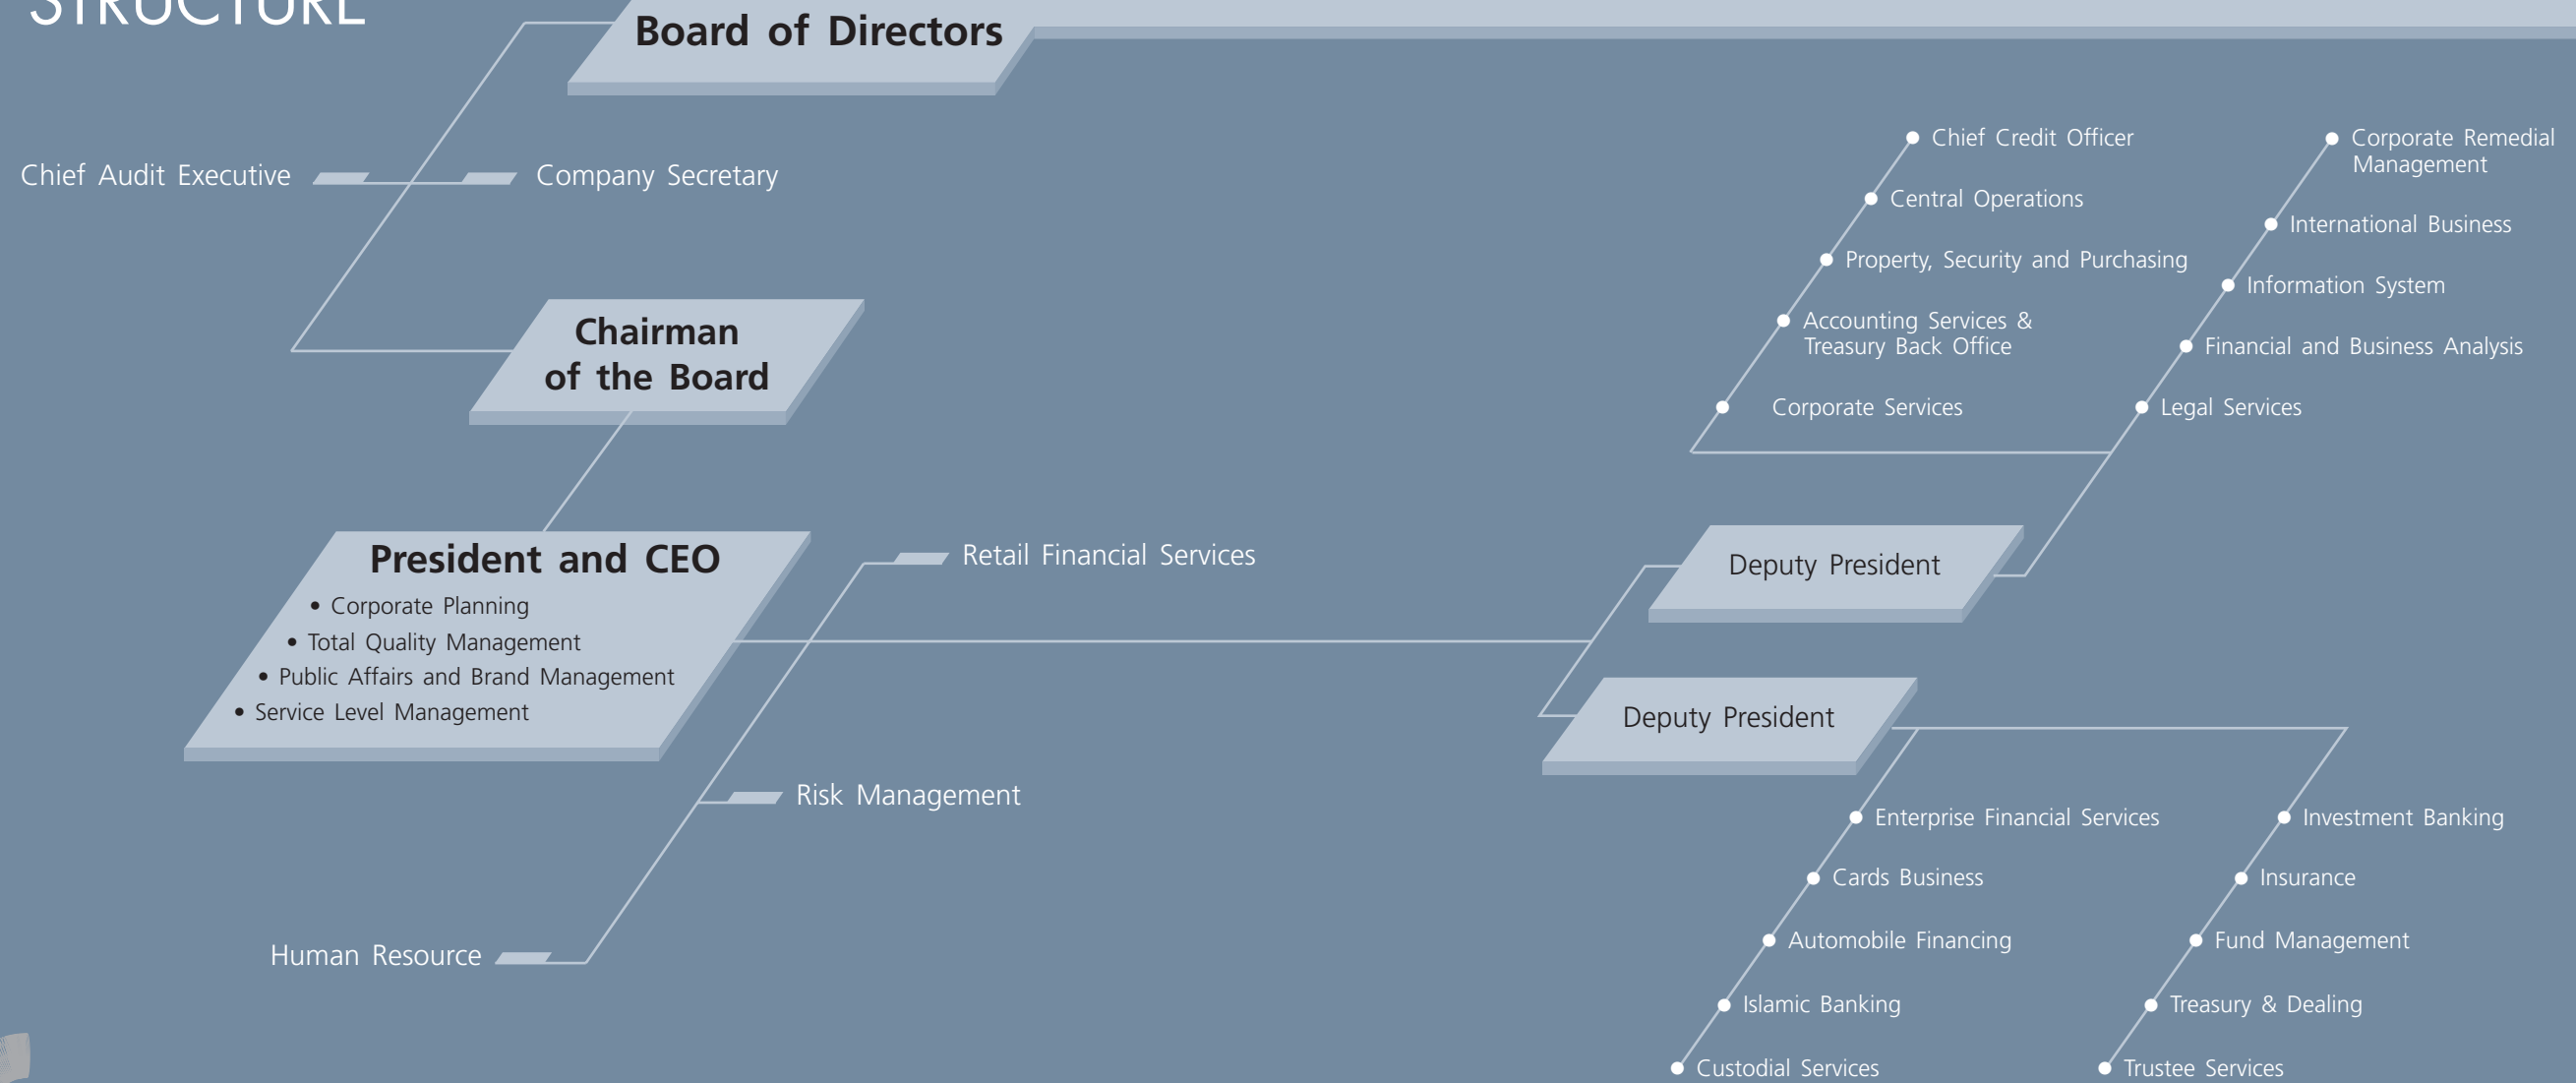 STRUCTURE
Board of Directors
Chief Audit Executive
Company Secretary
Chairman
of the Board
President and CEO
• Corporate Planning
• Total Quality Management
• Public Affairs and Brand Management
• Service Level Management
Retail Financial Services
Risk Management
Human Resource
Deputy President
Chief Credit Officer
Central Operations
Property, Security and Purchasing
Accounting Services &
Treasury Back Office
Corporate Services
Corporate Remedial
Management
International Business
Information System
Financial and Business Analysis
Legal Services
Deputy President
Enterprise Financial Services
Cards Business
Automobile Financing
Islamic Banking
Custodial Services
Investment Banking
Insurance
Fund Management
Treasury & Dealing
Trustee Services